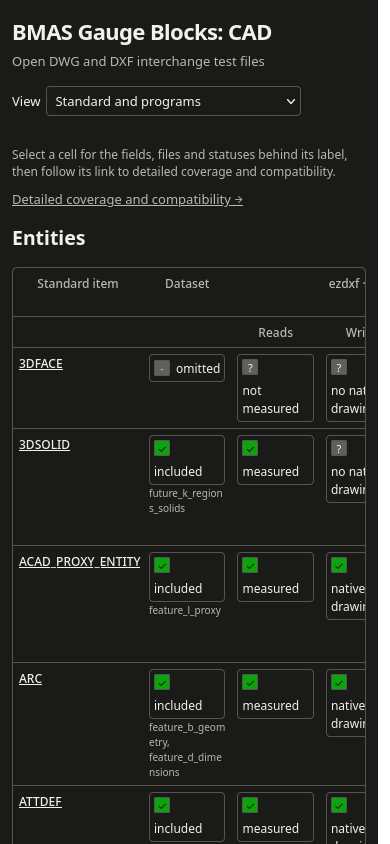 BMAS Gauge Blocks: CAD
Open DWG and DXF interchange test files
View Standard and programs
Select a cell for the fields, files and statuses behind its label,
then follow its link to detailed coverage and compatibility.
Detailed coverage and compatibility →
Entities
Standard item Dataset ezdxf ·
Reads Wri
3DFACE · omitted ? ?
not no nat
measured drawin
3DSOLID ✓ ✓ ?
included measured no nat
future_k_region drawin
s_solids
ACAD_PROXY_ENTITY ✓ ✓ ✓
included measured native
feature_l_proxy drawin
ARC ✓ ✓ ✓
included measured native
feature_b_geom drawin
etry,
feature_d_dime
nsions
ATTDEF ✓ ✓ ✓
included measured native